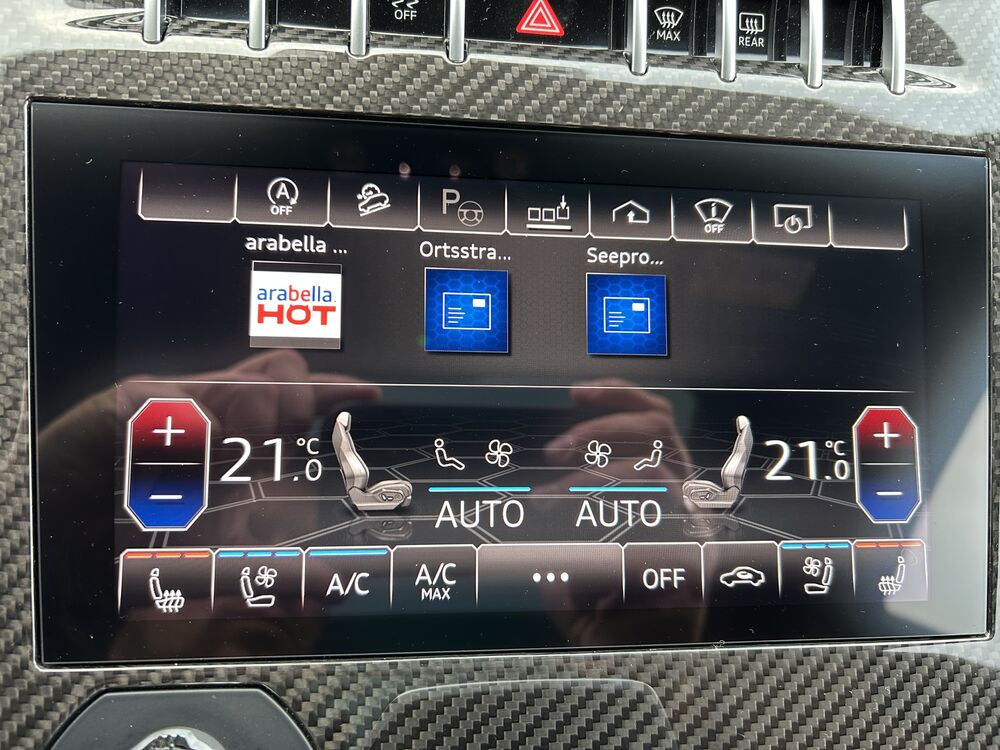 OFF
MAX
REAR
A
OFF
P
OFF
arabella ...
Ortsstra...
Seepro...
arabella.
HOT
+
21.0 °C
21.0 °C
+
−
−
AUTO
AUTO
A/C
A/C
MAX
...
OFF